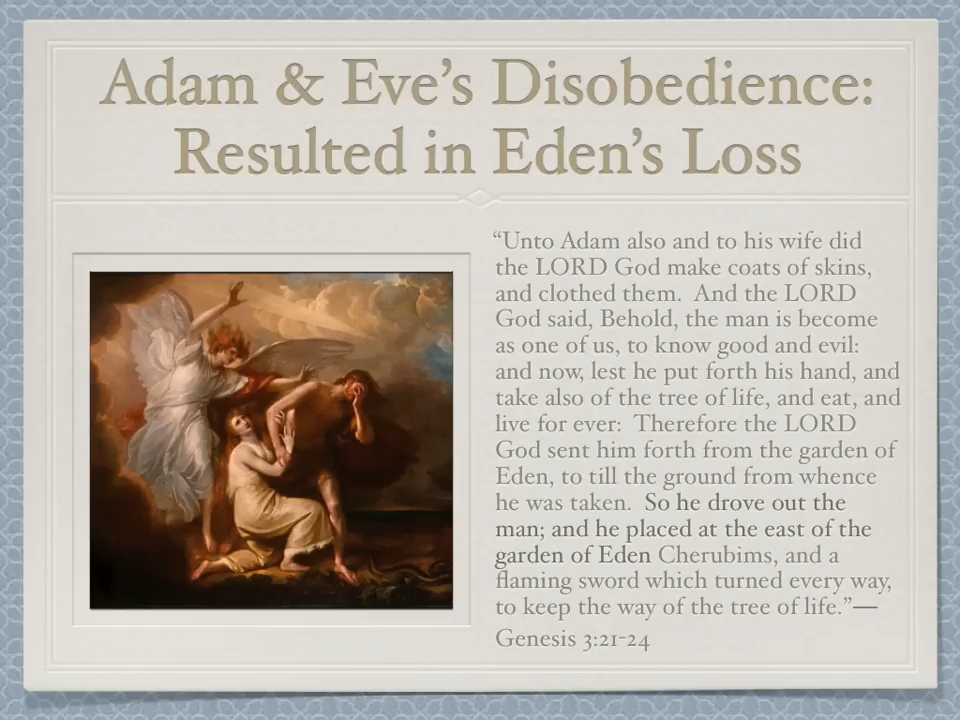 Adam & Eve’s Disobedience:
Resulted in Eden’s Loss
“Unto Adam also and to his wife did
the LORD God make coats of skins,
and clothed them.  And the LORD
God said, Behold, the man is become
as one of us, to know good and evil:
and now, lest he put forth his hand, and
take also of the tree of life, and eat, and
live for ever:  Therefore the LORD
God sent him forth from the garden of
Eden, to till the ground from whence
he was taken.  So he drove out the
man; and he placed at the east of the
garden of Eden Cherubims, and a
flaming sword which turned every way,
to keep the way of the tree of life.”—
Genesis 3:21-24